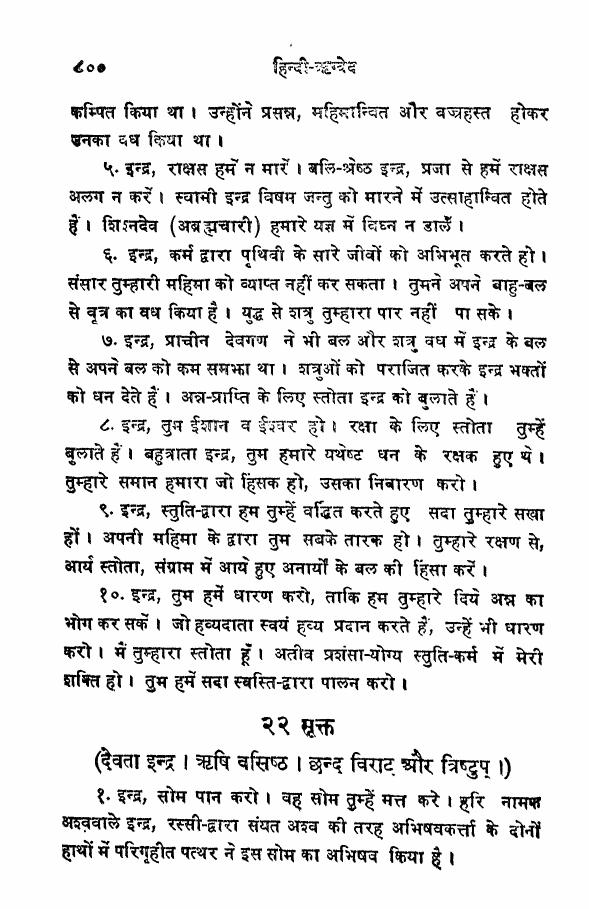 ८००
हिन्दी-ऋग्वेद
कम्पित किया था। उन्होंने प्रसन्न, महिमान्वित और वज्रहस्त होकर
उनका वध किया था।
५. इन्द्र, राक्षस हमें न मारें। बलि-श्रेष्ठ इन्द्र, प्रजा से हमें राक्षस
अलग न करें। स्वामी इन्द्र विषम जन्तु को मारने में उत्साहान्वित होते
हैं। शिश्नदेव (अब्रह्मचारी) हमारे यज्ञ में विघ्न न डालें।
६. इन्द्र, कर्म द्वारा पृथिवी के सारे जीवों को अभिभूत करते हो।
संसार तुम्हारी महिमा को व्याप्त नहीं कर सकता। तुमने अपने बाहु-बल
से वृत्र का वध किया है। युद्ध से शत्रु तुम्हारा पार नहीं पा सके।
७. इन्द्र, प्राचीन देवगण ने भी बल और शत्रु वध में इन्द्र के बल
से अपने बल को कम समझा था। शत्रुओं को पराजित करके इन्द्र भक्तों
को धन देते हैं। अन्न-प्राप्ति के लिए स्तोता इन्द्र को बुलाते हैं।
८. इन्द्र, तुम ईशान व ईश्वर हो। रक्षा के लिए स्तोता तुम्हें
बुलाते हैं। बहुत्राता इन्द्र, तुम हमारे यथेष्ट धन के रक्षक हुए थे।
तुम्हारे समान हमारा जो हिंसक हो, उसका निवारण करो।
९. इन्द्र, स्तुति-द्वारा हम तुम्हें वर्द्धित करते हुए सदा तुम्हारे सखा
हों। अपनी महिमा के द्वारा तुम सबके तारक हो। तुम्हारे रक्षण से,
आर्य स्तोता, संग्राम में आये हुए अनार्यों के बल की हिंसा करें।
१०. इन्द्र, तुम हमें धारण करो, ताकि हम तुम्हारे दिये अन्न का
भोग कर सकें। जो हव्यदाता स्वयं हव्य प्रदान करते हैं, उन्हें भी धारण
करो। मैं तुम्हारा स्तोता हूँ। अतीव प्रशंसा-योग्य स्तुति-कर्म में मेरी
शक्ति हो। तुम हमें सदा स्वस्ति-द्वारा पालन करो।
२२ सूक्त
(देवता इन्द्र। ऋषि वसिष्ठ। छन्द विराट् और त्रिष्टुप्।)
१. इन्द्र, सोम पान करो। वह सोम तुम्हें मत्त करे। हरि नामक
अश्ववाले इन्द्र, रस्सी-द्वारा संयत अश्व की तरह अभिषवकर्त्ता के दोनों
हाथों में परिगृहीत पत्थर ने इस सोम का अभिषव किया है।